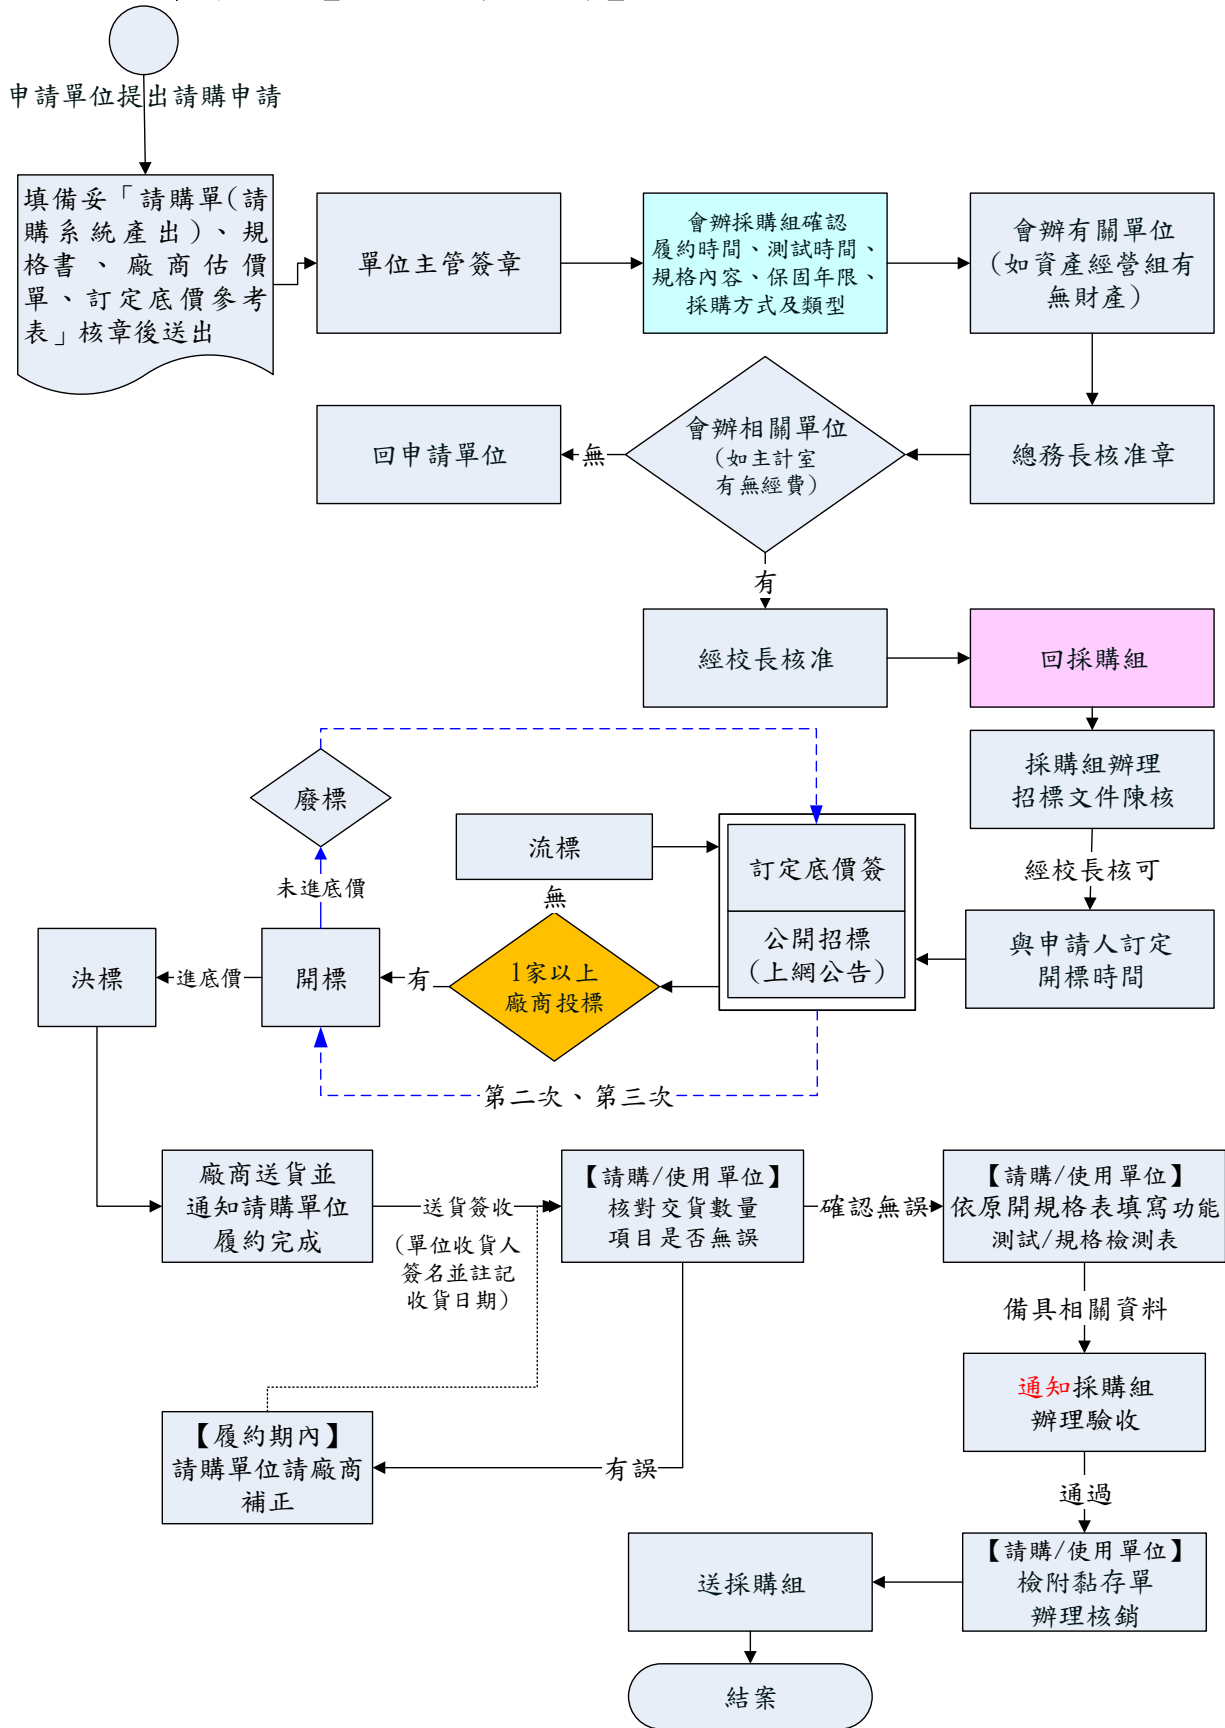 申請單位提出請購申請
填備妥「請購單(請
購系統產出)、規
格書、廠商估價
單、訂定底價參考
表」核章後送出
單位主管簽章
會辦採購組確認
履約時間、測試時間、
規格內容、保固年限、
採購方式及類型
會辦有關單位
(如資產經營組有
無財產)
回申請單位
無
會辦相關單位
(如主計室
有無經費)
總務長核准章
有
經校長核准
回採購組
採購組辦理
招標文件陳核
經校長核可
與申請人訂定
開標時間
廢標
流標
訂定底價簽
公開招標
(上網公告)
未進底價
無
決標
進底價
開標
有
1家以上
廠商投標
第二次、第三次
廠商送貨並
通知請購單位
履約完成
送貨簽收
(單位收貨人
簽名並註記
收貨日期)
【請購/使用單位】
核對交貨數量
項目是否無誤
確認無誤
【請購/使用單位】
依原開規格表填寫功能
測試/規格檢測表
備具相關資料
通知採購組
辦理驗收
【履約期內】
請購單位請廠商
補正
有誤
通過
【請購/使用單位】
檢附黏存單
辦理核銷
送採購組
結案